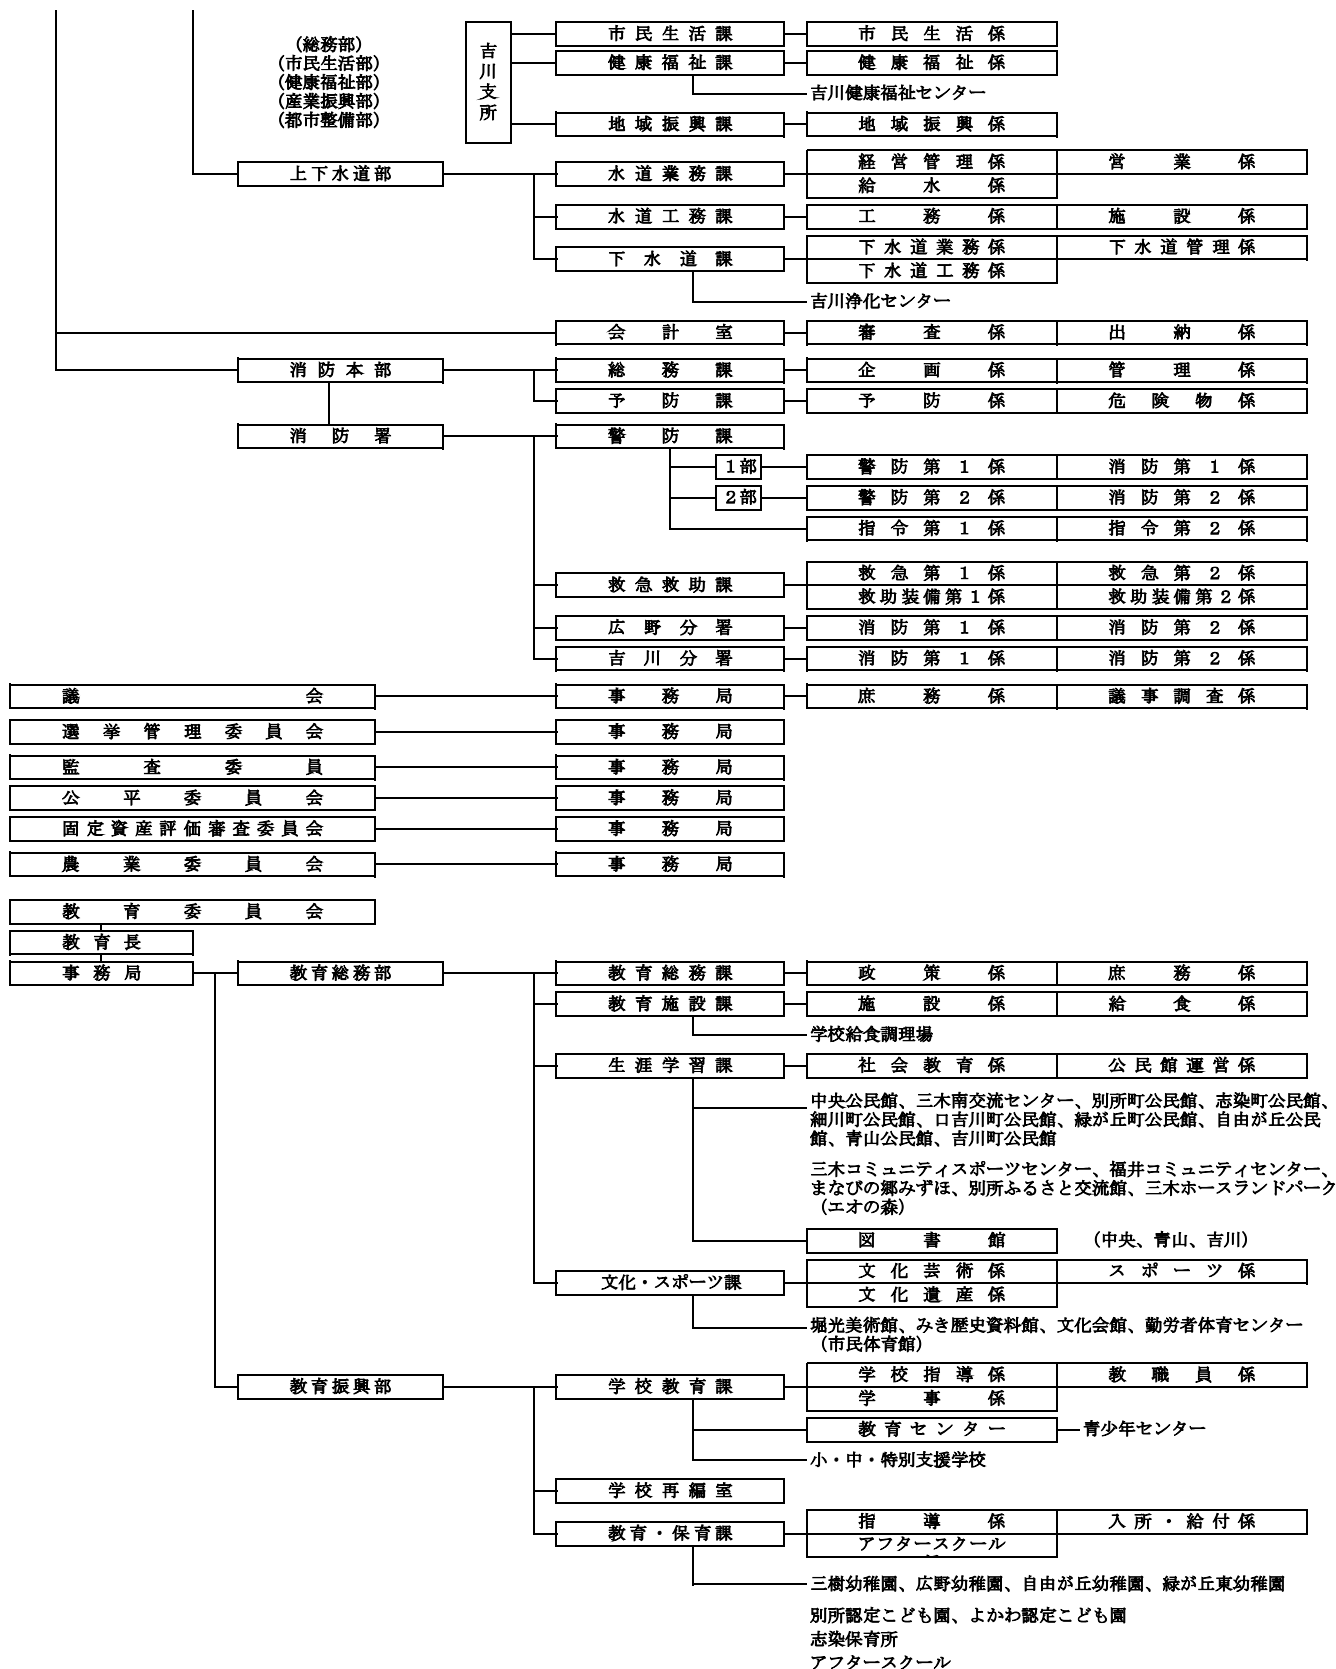 市民生活課 市民生活係
(総務部)
(市民生活部)
(健康福祉部)
(産業振興部)
(都市整備部)
吉川支所
健康福祉課 健康福祉係
吉川健康福祉センター
地域振興課 地域振興係
上下水道部 水道業務課 経営管理係 営業係
給水係
水道工務課 工務係 施設係
下水道課 下水道業務係 下水道管理係
下水道工務係
吉川浄化センター
会計室 審査係 出納係
消防本部 総務課 企画係 管理係
予防課 予防係 危険物係
消防署 警防課
1部 警防第1係 消防第1係
2部 警防第2係 消防第2係
指令第1係 指令第2係
救急救助課 救急第1係 救急第2係
救助装備第1係 救助装備第2係
広野分署 消防第1係 消防第2係
吉川分署 消防第1係 消防第2係
議会 事務局 庶務係 議事調査係
選挙管理委員会 事務局
監査委員 事務局
公平委員会 事務局
固定資産評価審査委員会 事務局
農業委員会 事務局
教育委員会
教育長
事務局 教育総務部 教育総務課 政策係 庶務係
教育施設課 施設係 給食係
学校給食調理場
生涯学習課 社会教育係 公民館運営係
中央公民館、三木南交流センター、別所町公民館、志染町公民館、
細川町公民館、口吉川町公民館、緑が丘町公民館、自由が丘公民
館、青山公民館、吉川町公民館
三木コミュニティスポーツセンター、福井コミュニティセンター、
まなびの郷みずほ、別所ふるさと交流館、三木ホースランドパーク
(エオの森)
図書館 (中央、青山、吉川)
文化・スポーツ課 文化芸術係 スポーツ係
文化遺産係
堀光美術館、みき歴史資料館、文化会館、勤労者体育センター
(市民体育館)
教育振興部 学校教育課 学校指導係 教職員係
学事係
教育センター 青少年センター
小・中・特別支援学校
学校再編室
教育・保育課 指導係 入所・給付係
アフタースクール
三樹幼稚園、広野幼稚園、自由が丘幼稚園、緑が丘東幼稚園
別所認定こども園、よかわ認定こども園
志染保育所
アフタースクール